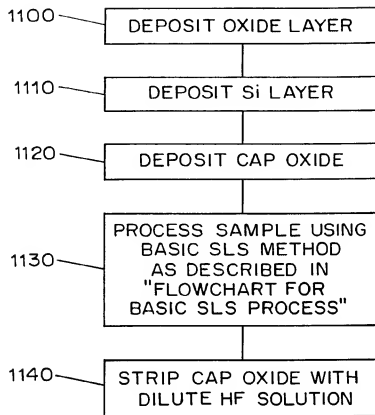 1100
DEPOSIT OXIDE LAYER
1110
DEPOSIT Si LAYER
1120
DEPOSIT CAP OXIDE
1130
PROCESS SAMPLE USING
BASIC SLS METHOD
AS DESCRIBED IN
"FLOWCHART FOR
BASIC SLS PROCESS"
1140
STRIP CAP OXIDE WITH
DILUTE HF SOLUTION